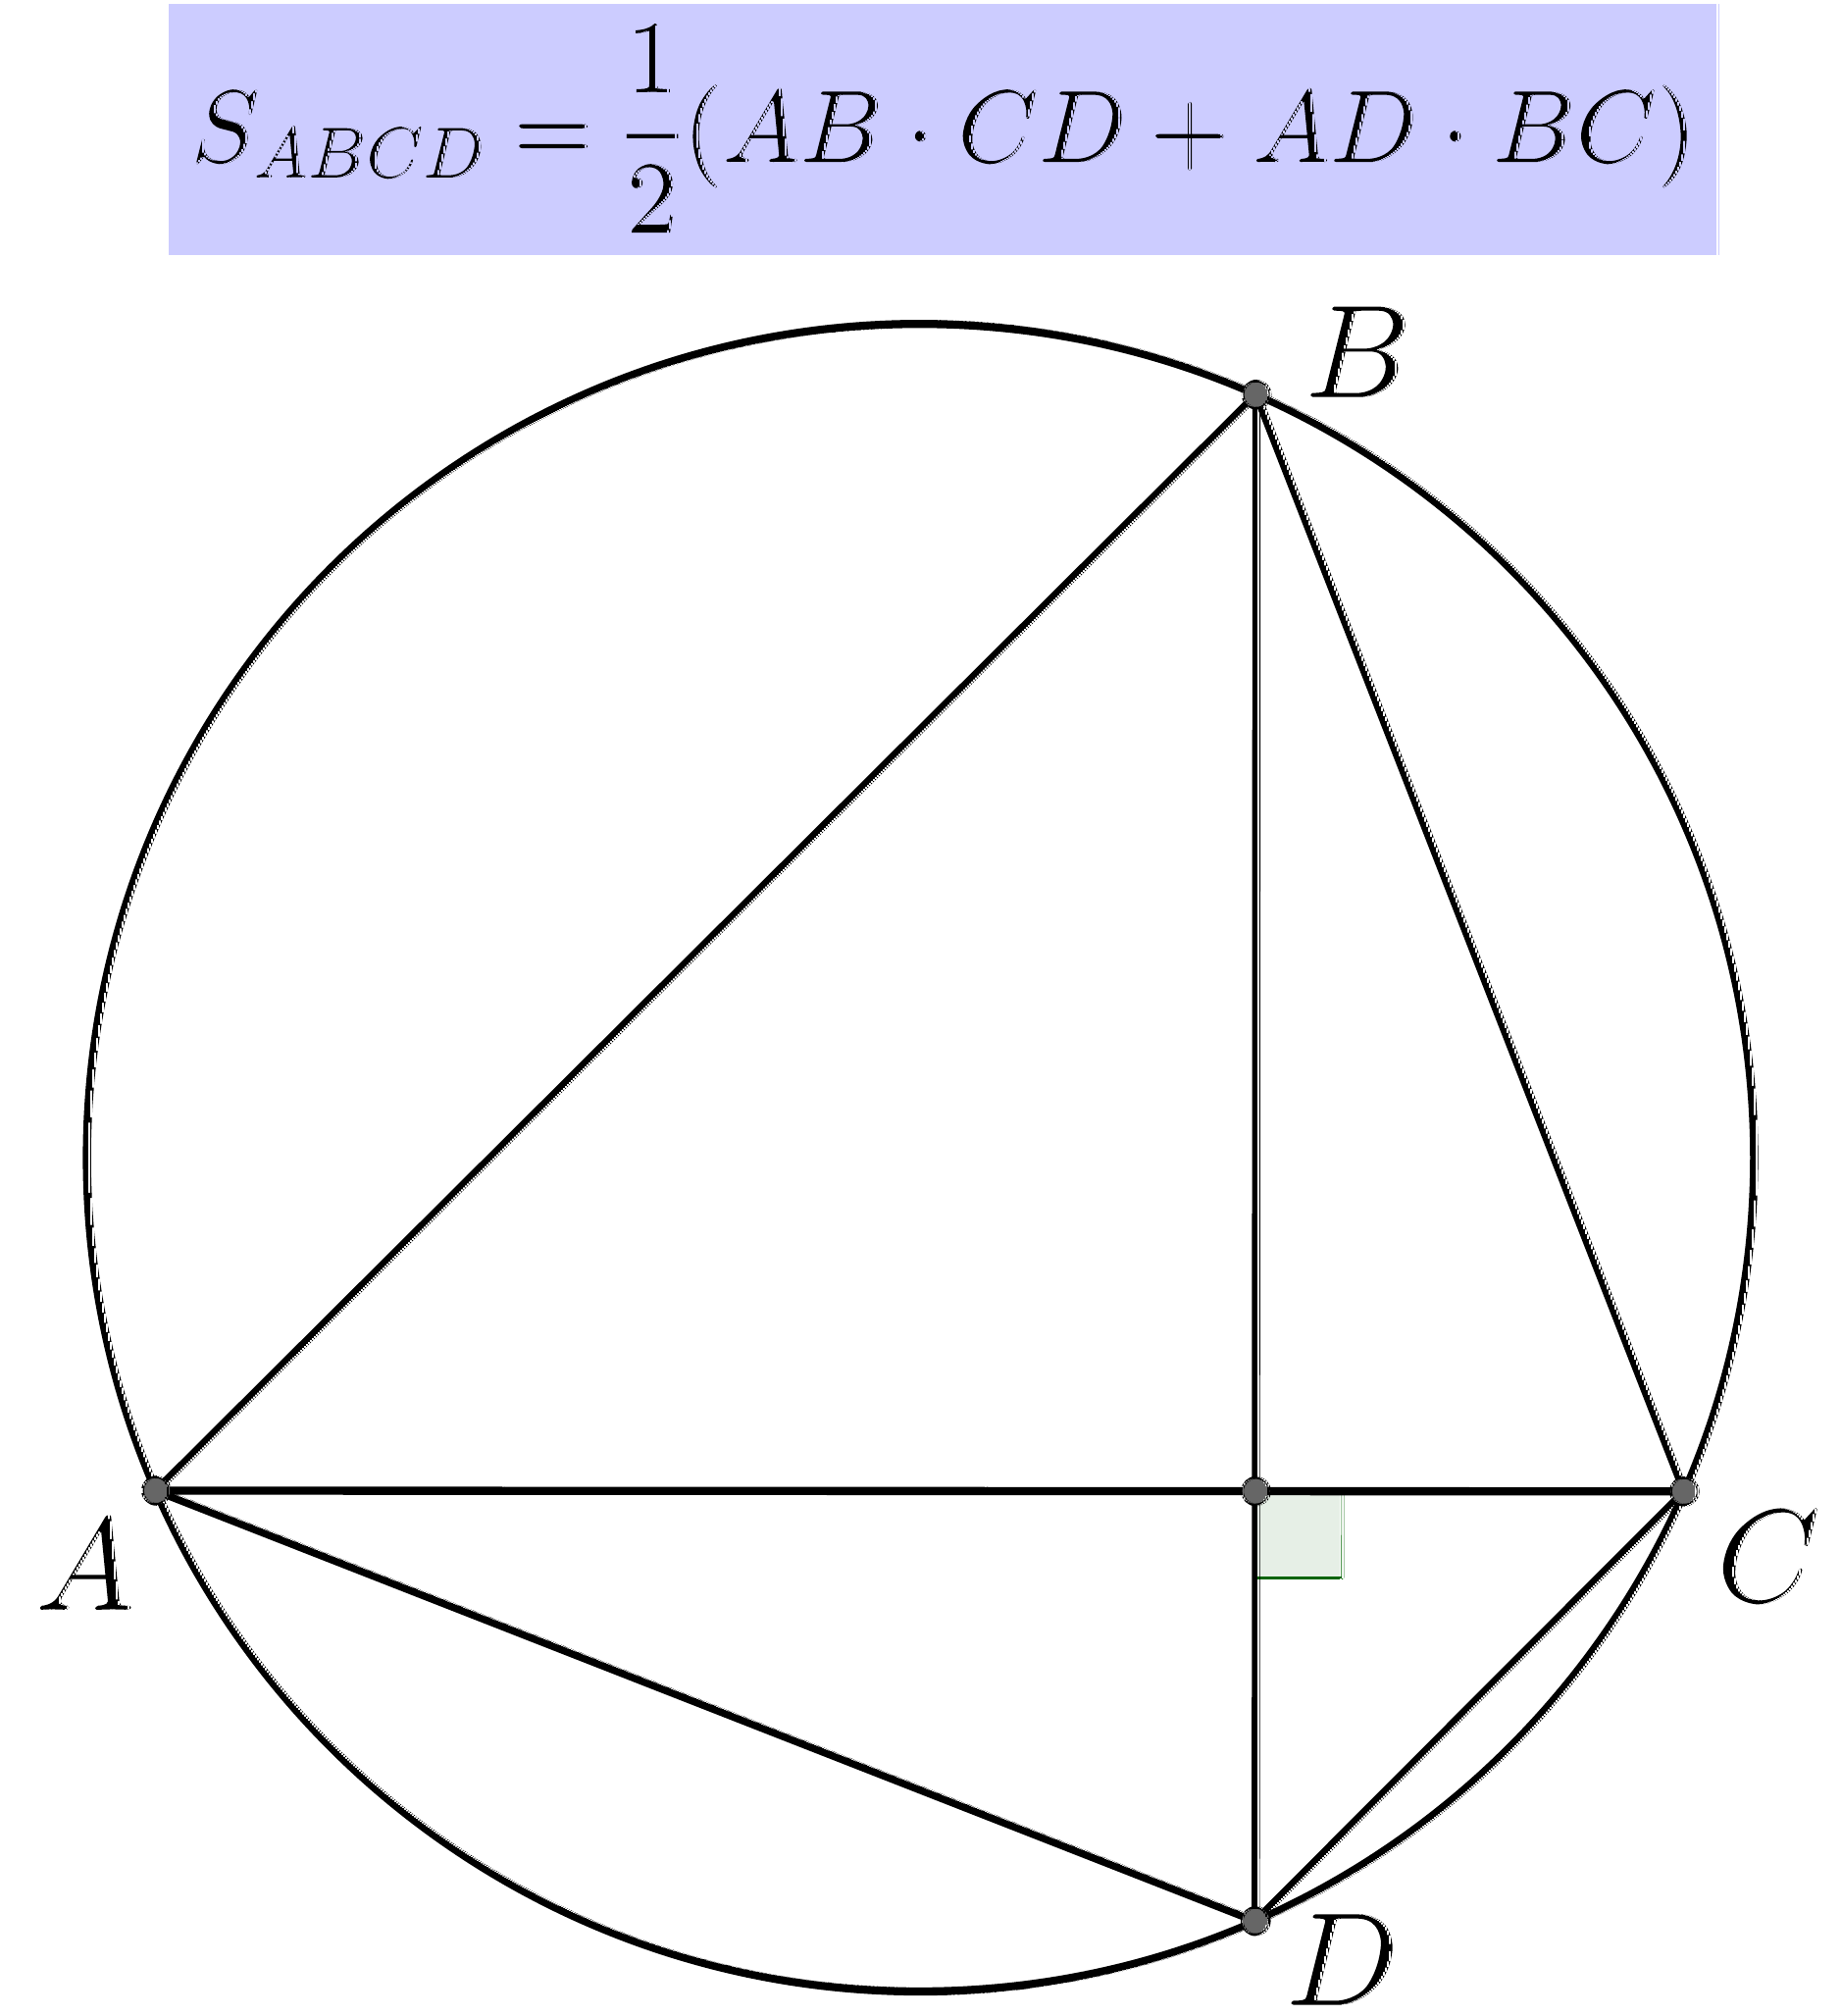 $S_{ABCD} = \frac{1}{2}(AB \cdot CD + AD \cdot BC)$
B
A
C
D